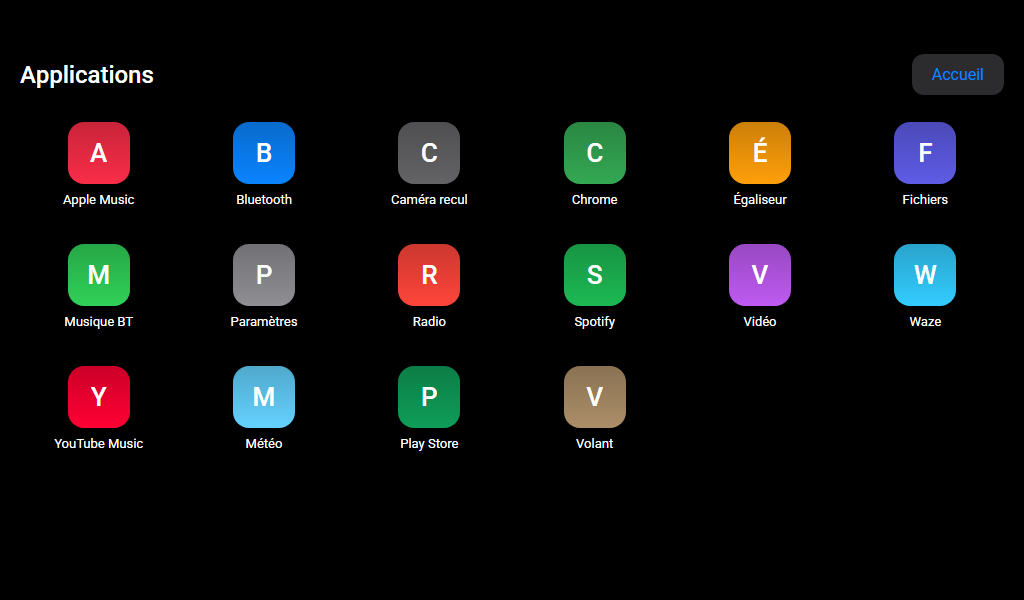 Applications
Accueil
A B C C É F
Apple Music Bluetooth Caméra recul Chrome Égaliseur Fichiers
M P R S V W
Musique BT Paramètres Radio Spotify Vidéo Waze
Y M P V
YouTube Music Météo Play Store Volant